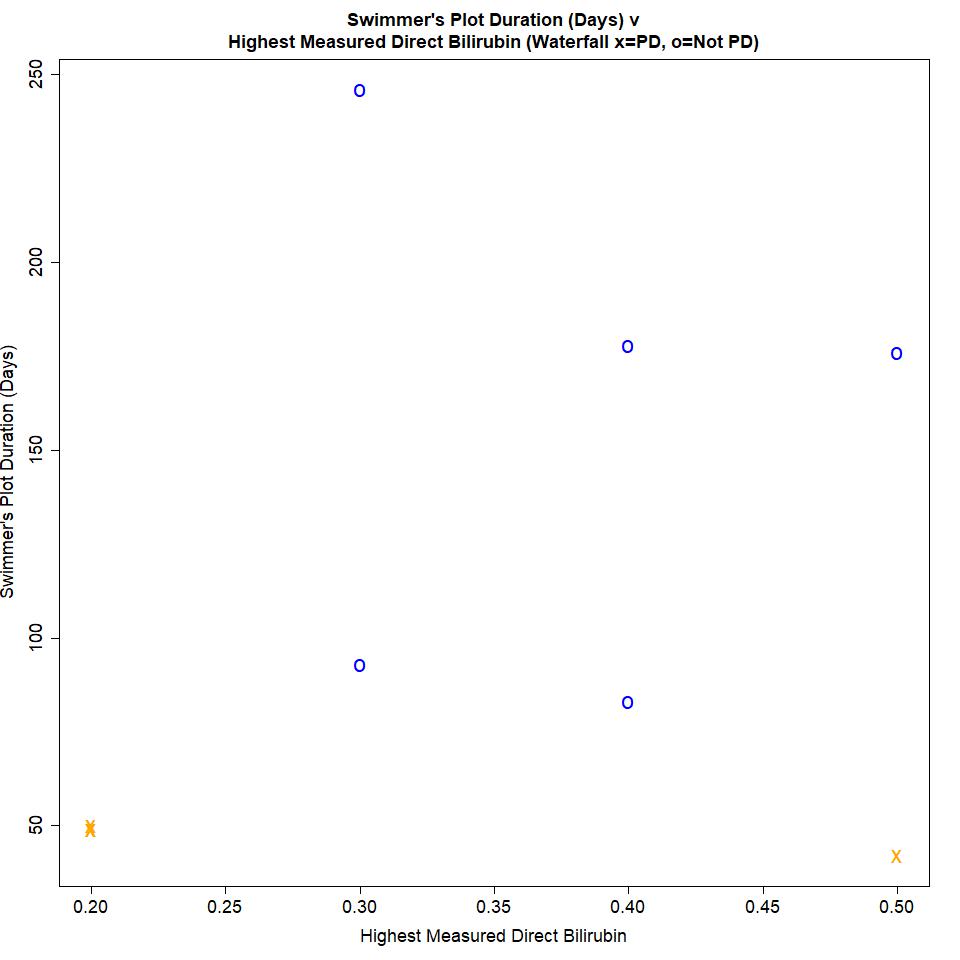 Swimmer's Plot Duration (Days) v
Highest Measured Direct Bilirubin (Waterfall x=PD, o=Not PD)
Swimmer's Plot Duration (Days)
250
200
150
100
50
O
O
O
O
O
X
X
X
0.20 0.25 0.30 0.35 0.40 0.45 0.50
Highest Measured Direct Bilirubin